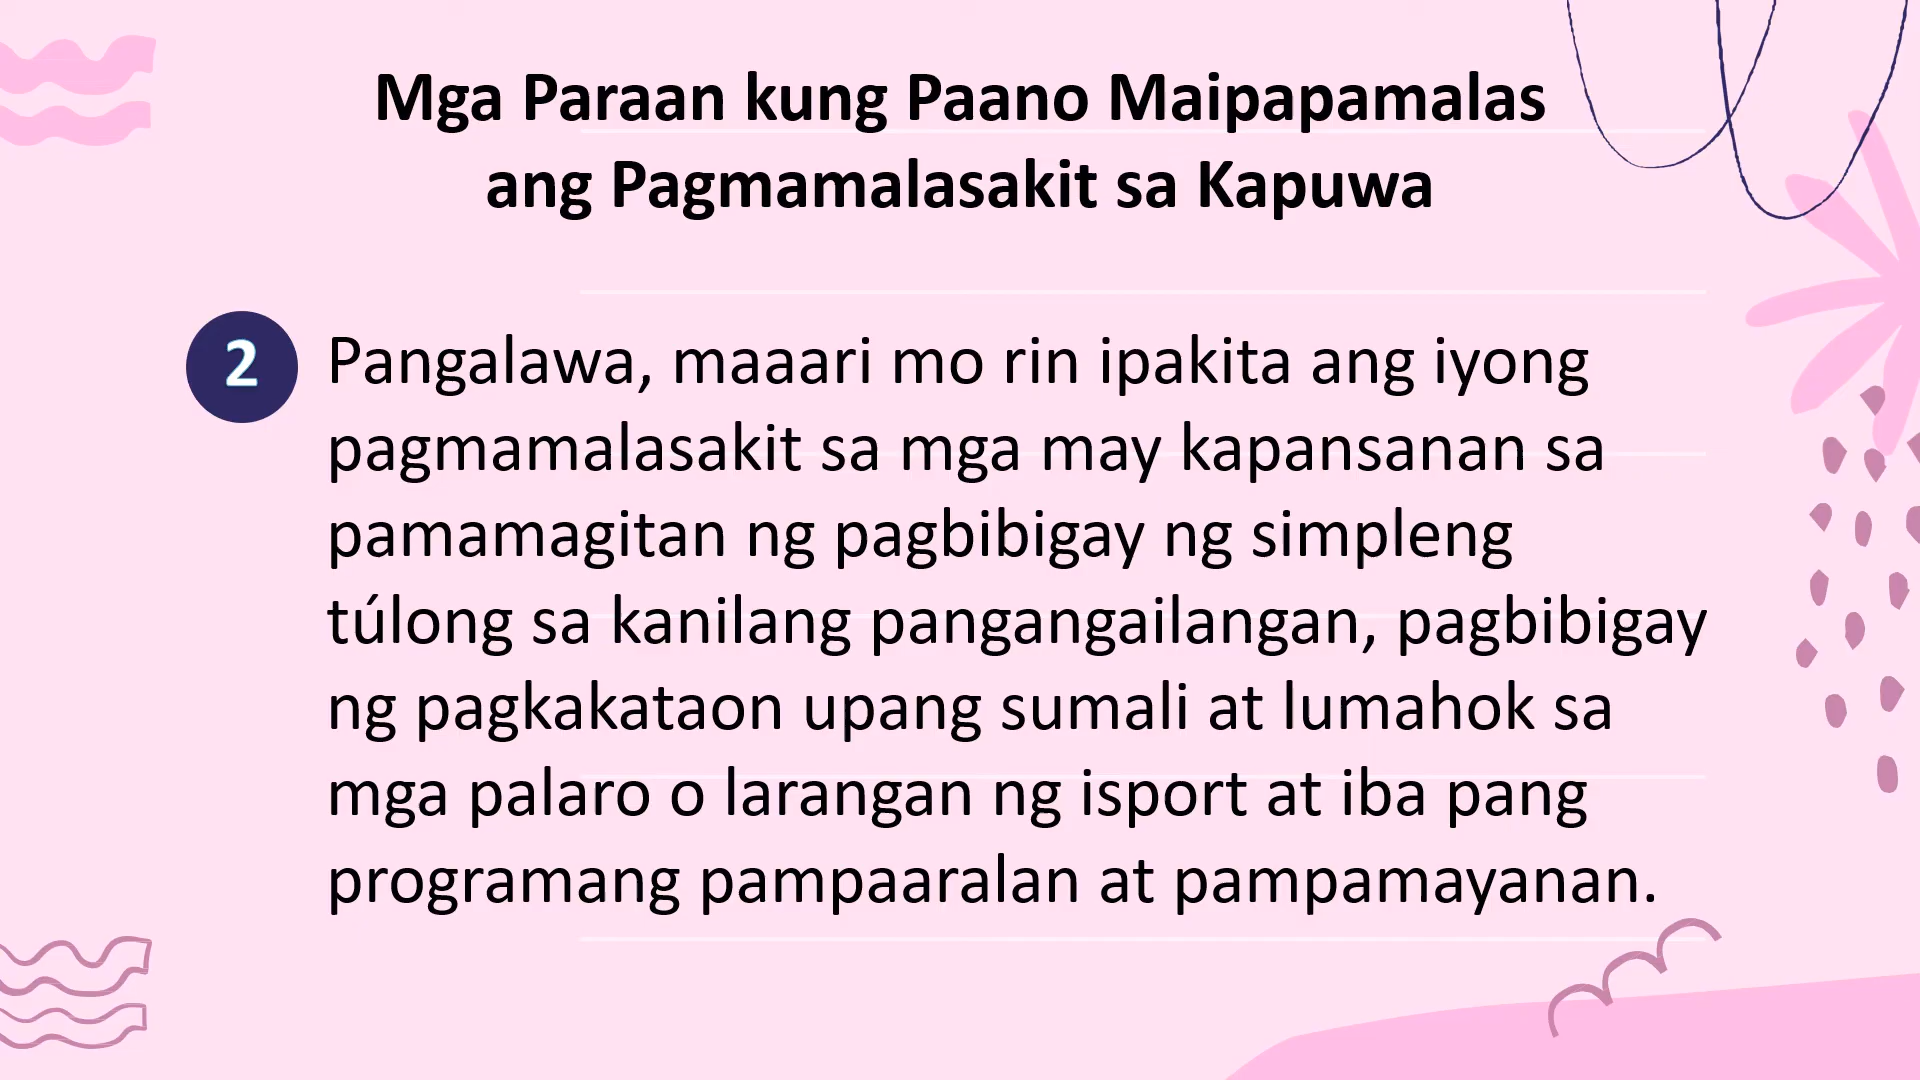 Mga Paraan kung Paano Maipapamalas
ang Pagmamalasakit sa Kapuwa
2
Pangalawa, maaari mo rin ipakita ang iyong
pagmamalasakit sa mga may kapansanan sa
pamamagitan ng pagbibigay ng simpleng
túlong sa kanilang pangangailangan, pagbibigay
ng pagkakataon upang sumali at lumahok sa
mga palaro o larangan ng isport at iba pang
programang pampaaralan at pampamayanan.